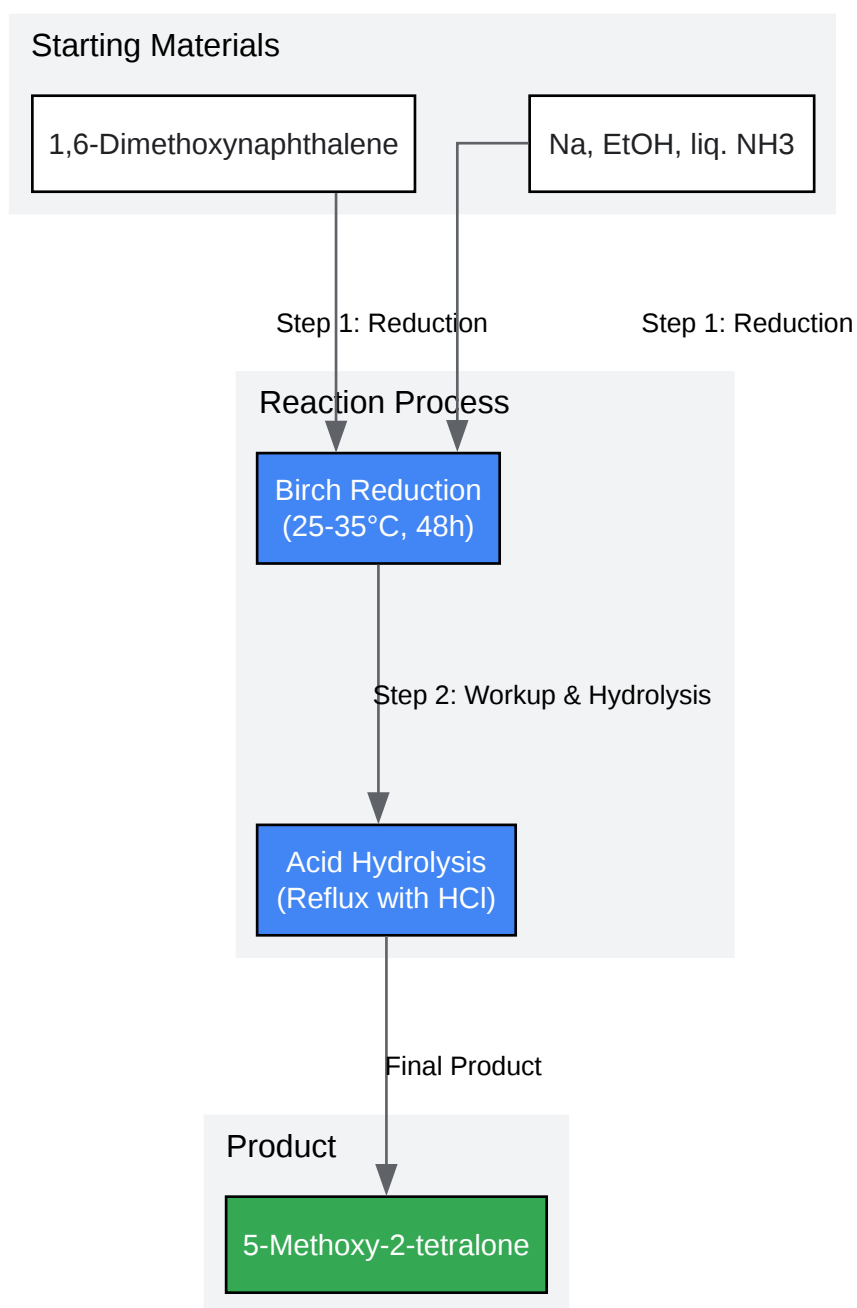 Starting Materials
1,6-Dimethoxynaphthalene
Na, EtOH, liq. NH3
Step 1: Reduction
Step 1: Reduction
Reaction Process
Birch Reduction
(25-35°C, 48h)
Step 2: Workup & Hydrolysis
Acid Hydrolysis
(Reflux with HCl)
Final Product
Product
5-Methoxy-2-tetralone